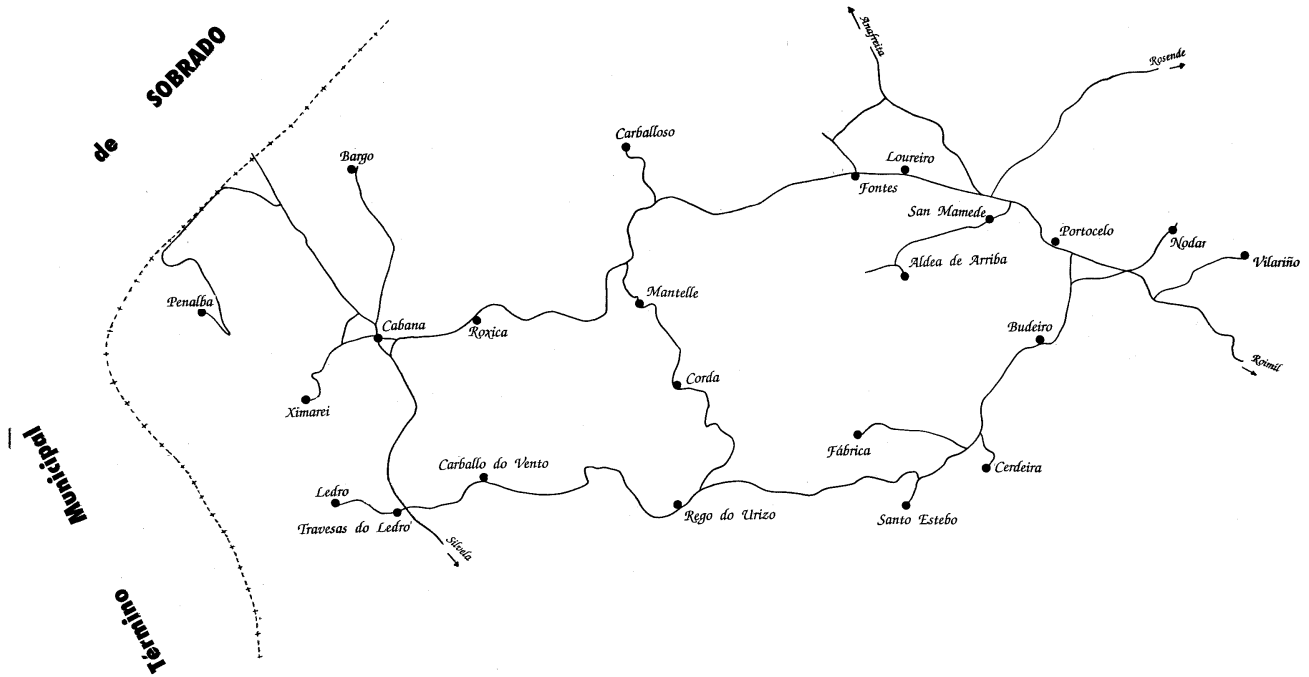 Término
Municipal
de
SOBRADO
Anafreita
Rosende
Carballoso
Bargo
Loureiro
Fontes
San Mamede
Portocelo
Nodar
Vilariño
Aldea de Arriba
Penalba
Mantelle
Cabana
Roxica
Budeiro
Roimil
Corda
Ximarei
Fábrica
Cerdeira
Carballo do Vento
Ledro
Travesas do Ledro
Rego do Urizo
Santo Estebo
Silvela